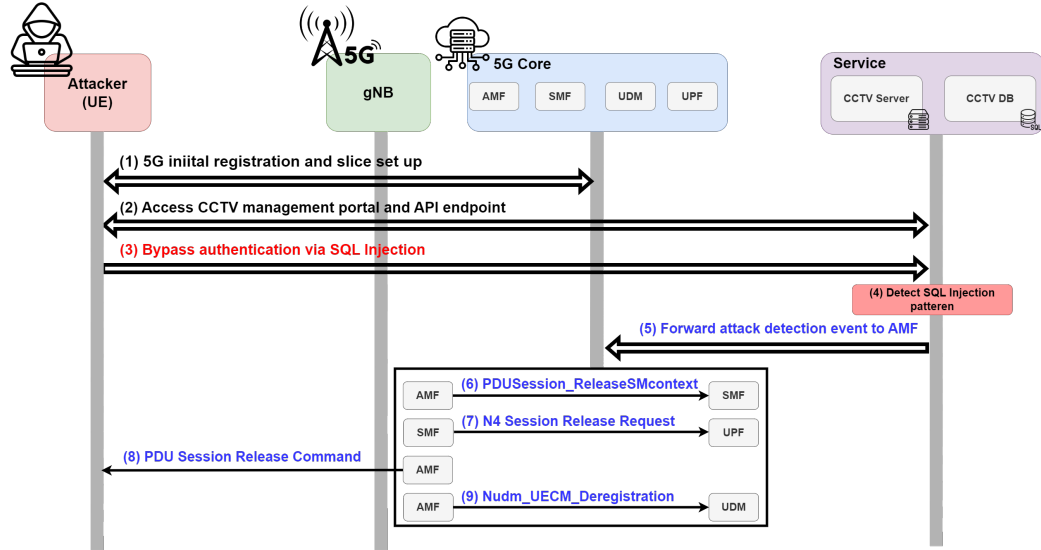 5G
5G Core
Service
Attacker
(UE)
gNB
AMF
SMF
UDM
UPF
CCTV Server
CCTV DB
SQL
(1) 5G iniital registration and slice set up
(2) Access CCTV management portal and API endpoint
(3) Bypass authentication via SQL Injection
(4) Detect SQL Injection
patteren
(5) Forward attack detection event to AMF
AMF
(6) PDUSession_ReleaseSMcontext
SMF
SMF
(7) N4 Session Release Request
UPF
(8) PDU Session Release Command
AMF
AMF
(9) Nudm_UECM_Deregistration
UDM